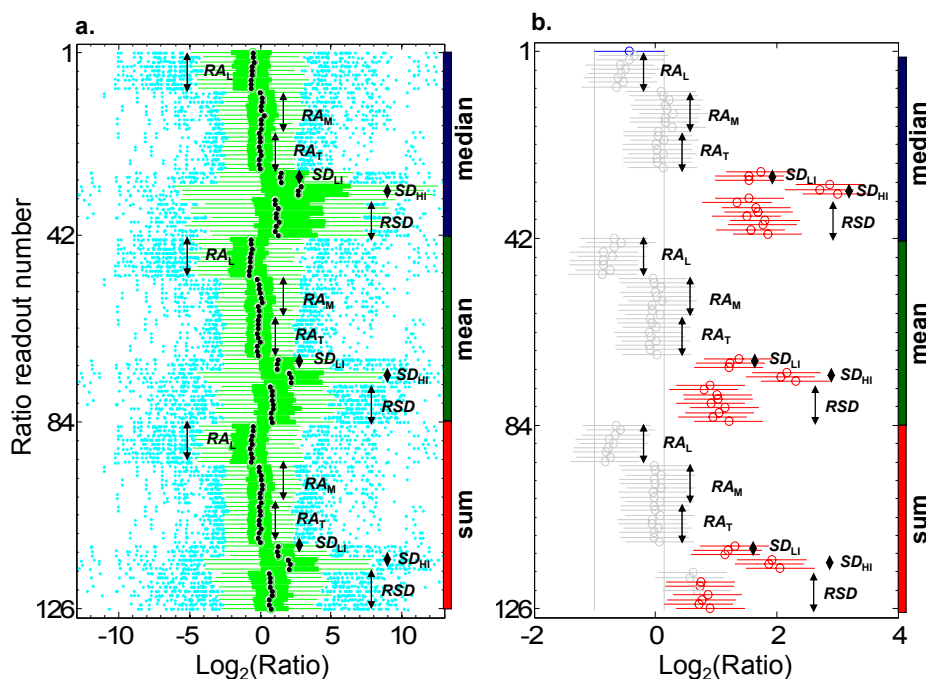 a.
Ratio readout number
1
42
84
126
RA_L
RA_M
RA_T
SD_LI
SD_HI
RSD
RA_L
RA_M
RA_T
SD_LI
SD_HI
RSD
RA_L
RA_M
RA_T
SD_LI
SD_HI
RSD
median
mean
sum
-10 -5 0 5 10
Log2(Ratio)
b.
1
42
84
126
RA_L
RA_M
RA_T
SD_LI
SD_HI
RSD
RA_L
RA_M
RA_T
SD_LI
SD_HI
RSD
RA_L
RA_M
RA_T
SD_LI
SD_HI
RSD
median
mean
sum
-2 0 2 4
Log2(Ratio)